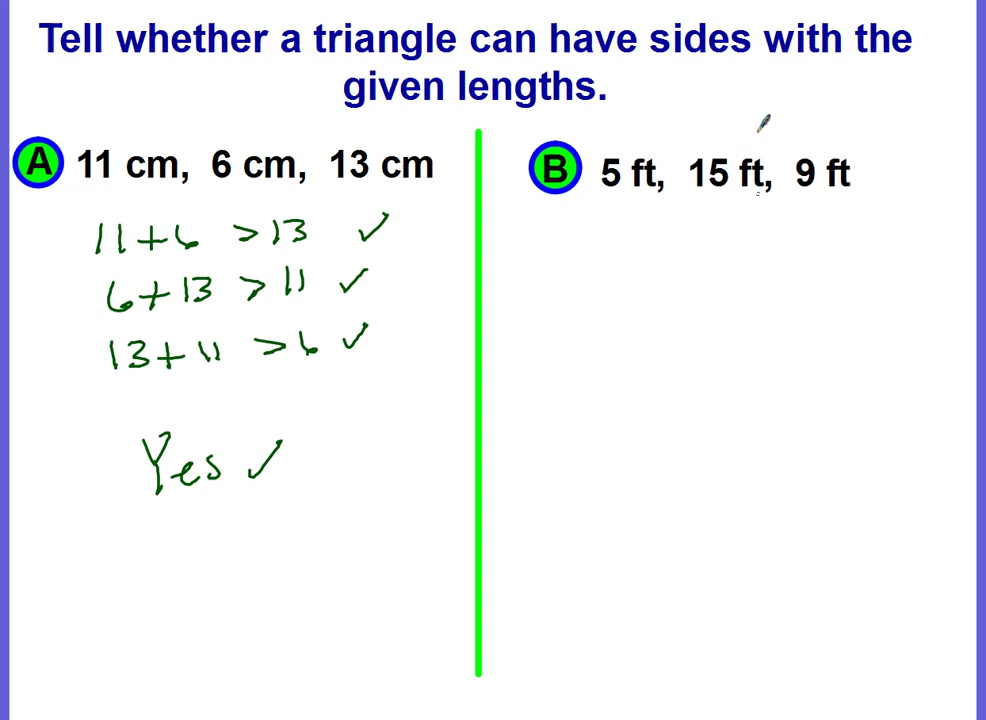 Tell whether a triangle can have sides with the
given lengths.
A 11 cm, 6 cm, 13 cm
11+6 >13 ✓
6+13 >11 ✓
13+11 >6 ✓
Yes ✓
B 5 ft, 15 ft, 9 ft